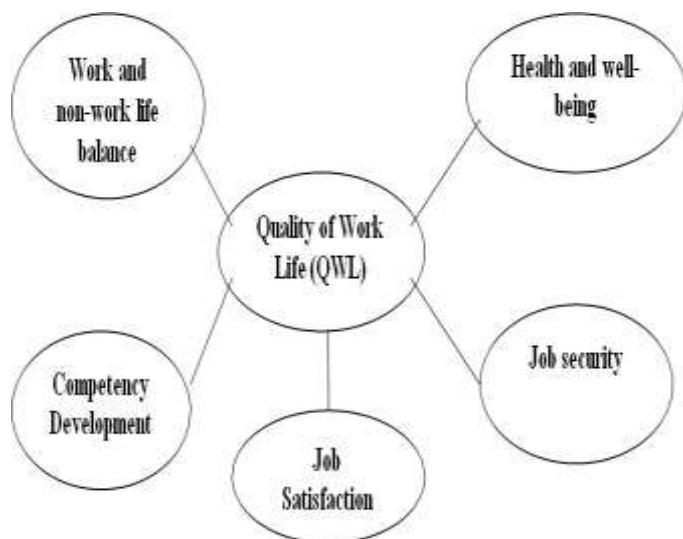 Work and
non-work life
balance
Health and well-
being
Quality of Work
Life (QWL)
Competency
Development
Job security
Job
Satisfaction